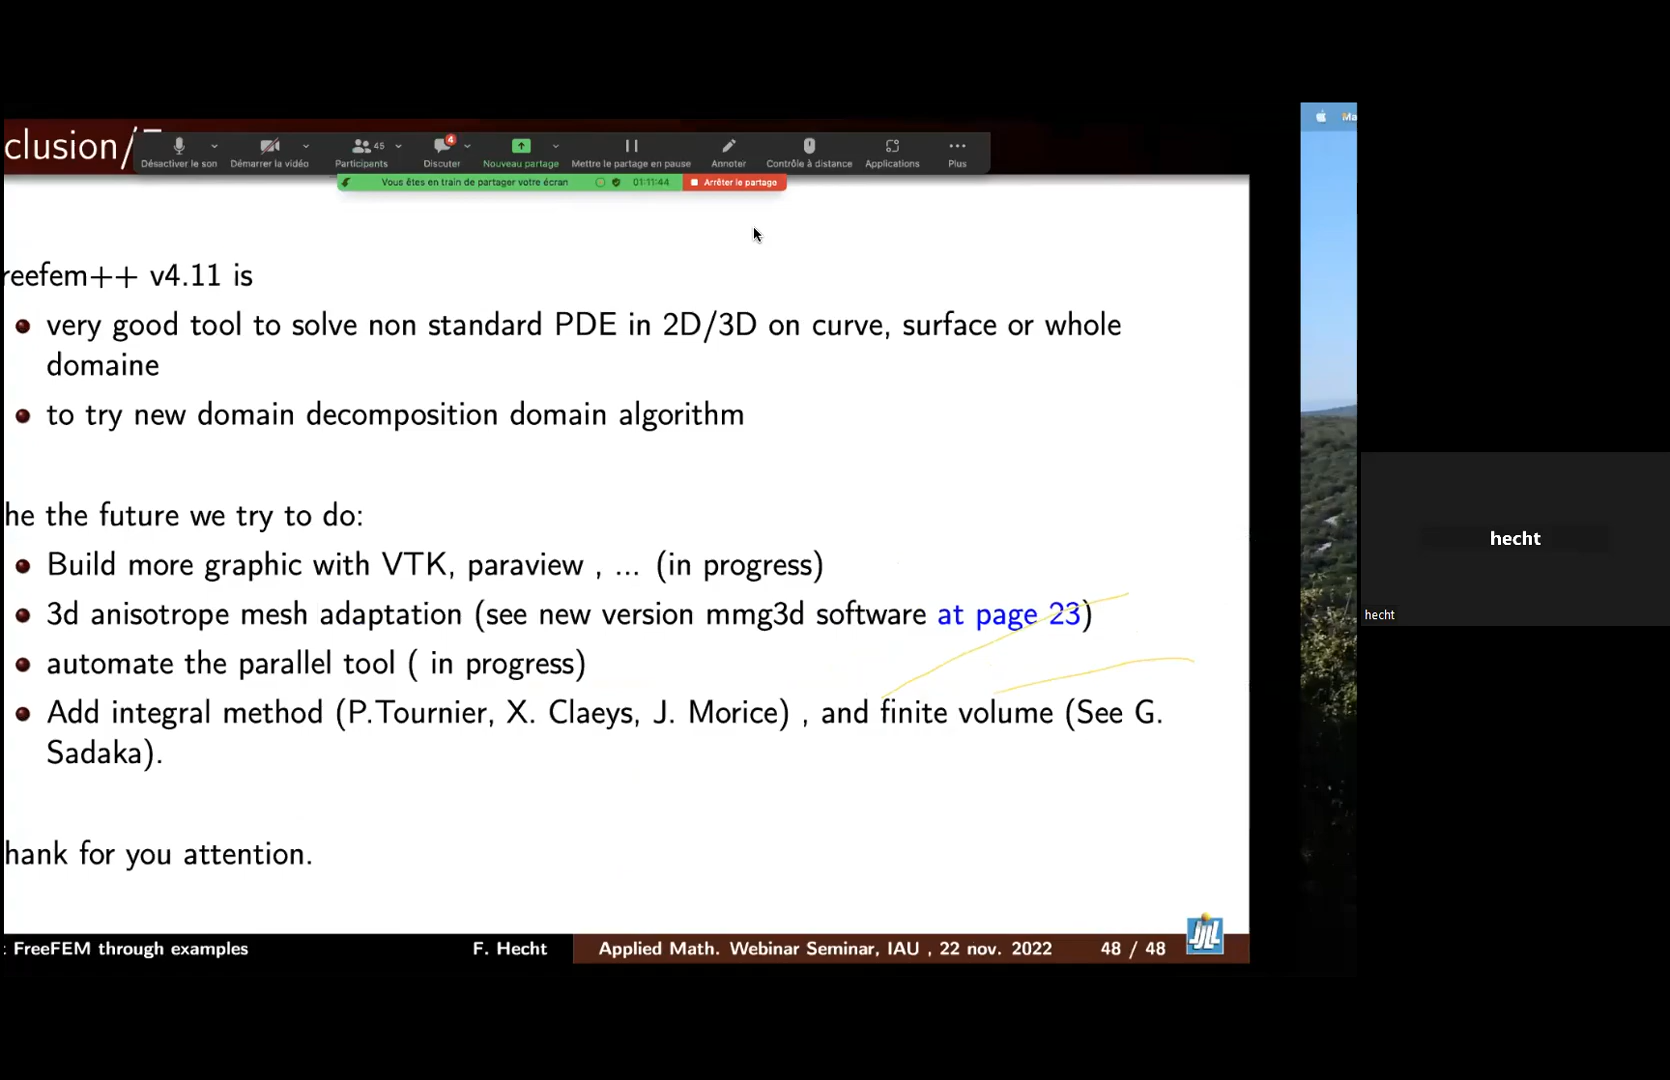 clusion/
45
4
Désactiver le son Démarrer la vidéo Participants Discuter Nouveau partage Mettre le partage en pause Annoter Contrôle à distance Applications Plus
Vous êtes en train de partager votre écran 01:11:44 Arrêter le partage
Ma
reefem++ v4.11 is
very good tool to solve non standard PDE in 2D/3D on curve, surface or whole
domaine
to try new domain decomposition domain algorithm
he the future we try to do:
Build more graphic with VTK, paraview , ... (in progress)
3d anisotrope mesh adaptation (see new version mmg3d software at page 23)
automate the parallel tool ( in progress)
Add integral method (P.Tournier, X. Claeys, J. Morice) , and finite volume (See G.
Sadaka).
hank for you attention.
hecht
hecht
: FreeFEM through examples F. Hecht Applied Math. Webinar Seminar, IAU , 22 nov. 2022 48 / 48
JJLL